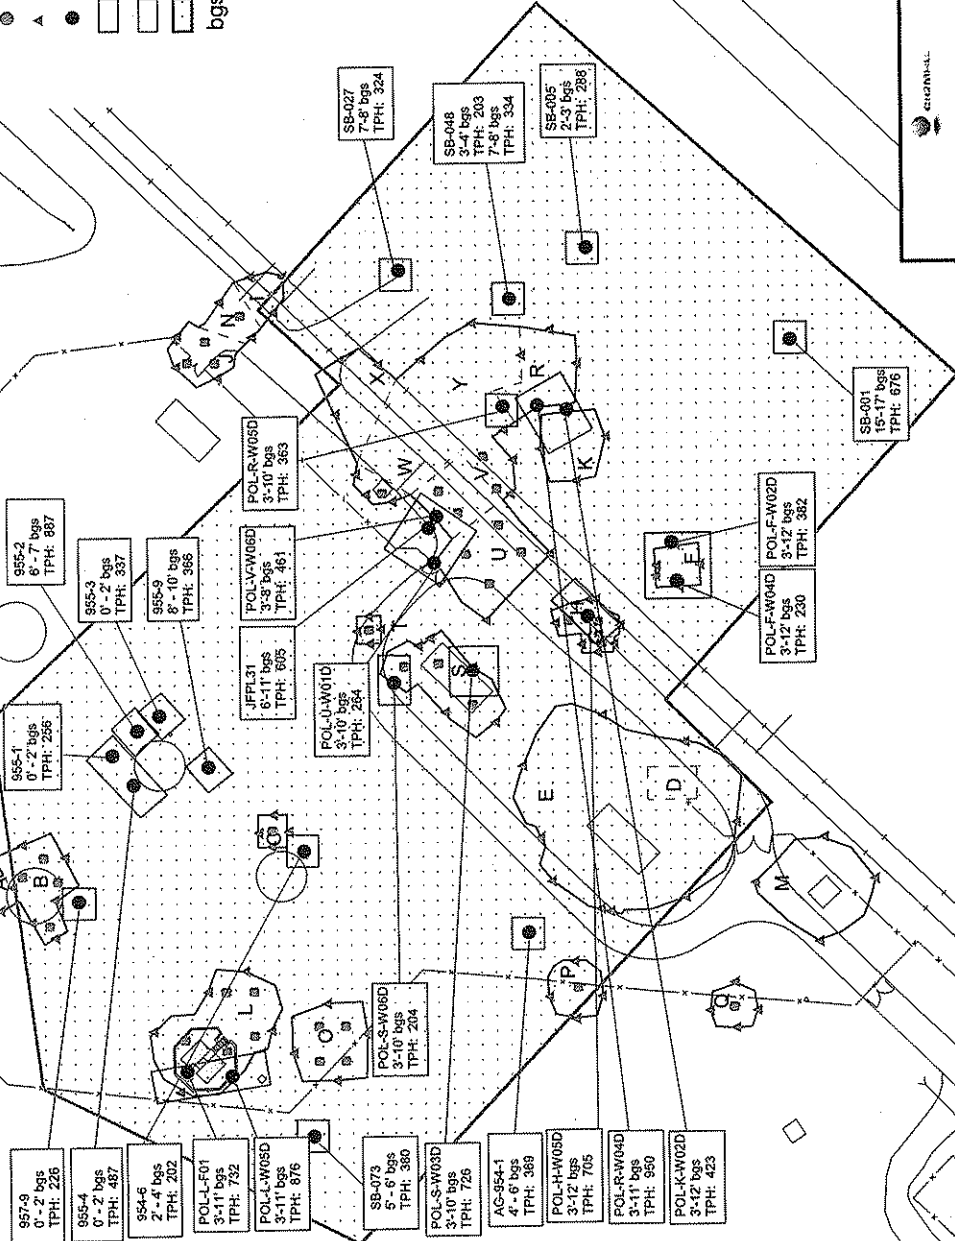 bgs
SB-027
7'-8' bgs
TPH: 324
SB-048
3'-4' bgs
TPH: 203
7'-8' bgs
TPH: 334
SB-005
2'-3' bgs
TPH: 288
955-2
6' - 7' bgs
TPH: 887
955-3
0' - 2' bgs
TPH: 337
955-9
8' - 10' bgs
TPH: 366
POL-R-W05D
3'-10' bgs
TPH: 363
POL-V-W06D
3'-8' bgs
TPH: 461
JFPL31
6'-11' bgs
TPH: 605
POL-U-W01D
3'-10' bgs
TPH: 264
955-1
0' - 2' bgs
TPH: 256
SB-001
15'-17' bgs
TPH: 676
POL-F-W02D
3'-12' bgs
TPH: 382
POL-F-W04D
3'-12' bgs
TPH: 230
POL-S-W06D
3'-10' bgs
TPH: 204
957-9
0' - 2' bgs
TPH: 226
955-4
0' - 2' bgs
TPH: 487
954-6
2' - 4' bgs
TPH: 202
POL-L-F01
3'-11' bgs
TPH: 732
POL-L-W05D
3'-11' bgs
TPH: 876
SB-073
5' - 6' bgs
TPH: 380
POL-S-W03D
3'-10' bgs
TPH: 726
AG-954-1
4' - 6' bgs
TPH: 369
POL-H-W05D
3'-12' bgs
TPH: 705
POL-R-W04D
3'-11' bgs
TPH: 950
POL-K-W02D
3'-12' bgs
TPH: 423
J
N
I
X
Y
R
W
V
K
U
T
S
H
F
E
D
B
C
L
O
P
Q
M
CH2MHILL